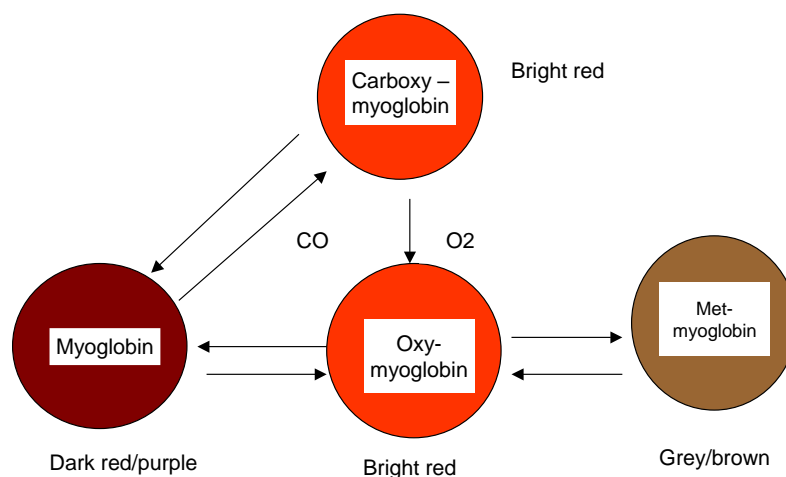 Carboxy –
myoglobin
Bright red
CO
O2
Myoglobin
Oxy-
myoglobin
Met-
myoglobin
Dark red/purple
Bright red
Grey/brown